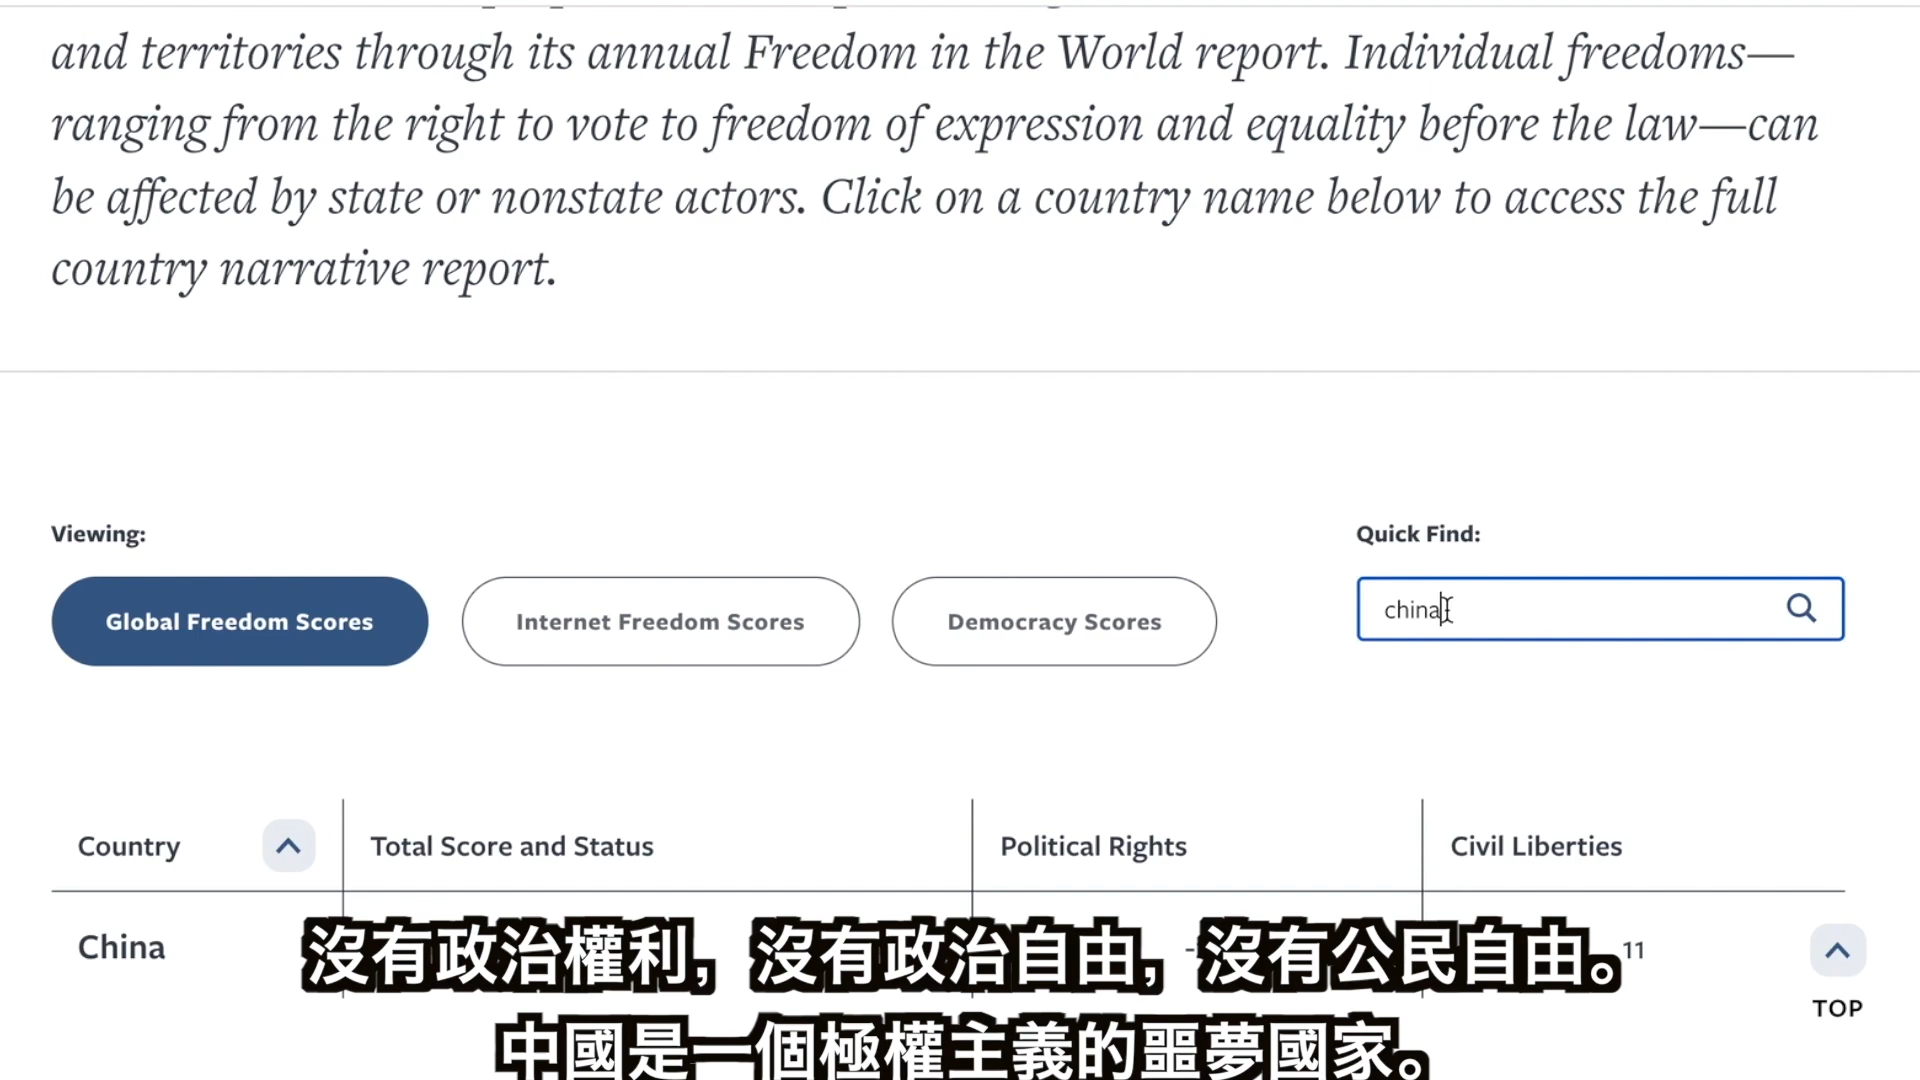 and territories through its annual Freedom in the World report. Individual freedoms—
ranging from the right to vote to freedom of expression and equality before the law—can
be affected by state or nonstate actors. Click on a country name below to access the full
country narrative report.
Viewing:
Quick Find:
Global Freedom Scores
Internet Freedom Scores
Democracy Scores
china
Country
Total Score and Status
Political Rights
Civil Liberties
China
11
TOP
沒有政治權利，沒有政治自由，沒有公民自由。
中國是一個極權主義的噩夢國家。